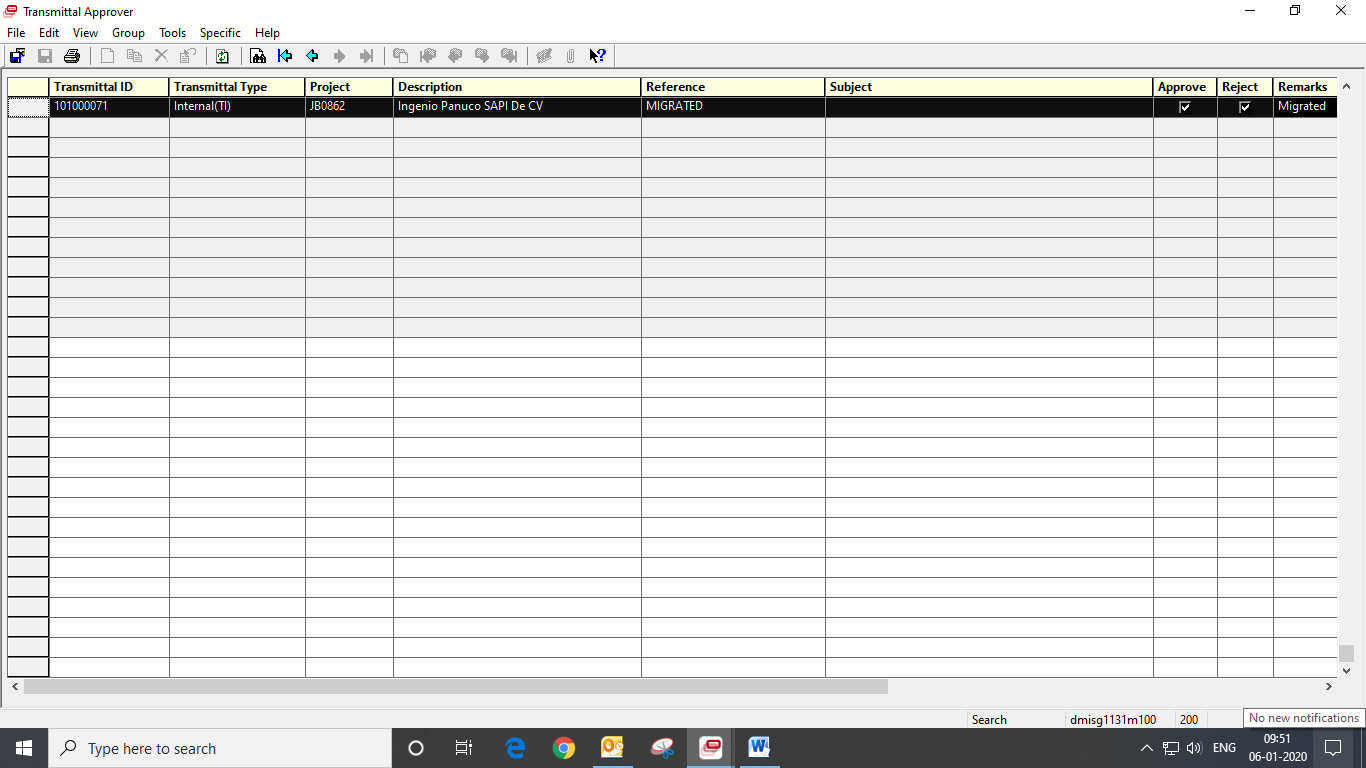 Transmittal Approver
File Edit View Group Tools Specific Help
Transmittal ID Transmittal Type Project Description Reference Subject Approve Reject Remarks
101000071 Internal(TI) JB0862 Ingenio Panuco SAPI De CV MIGRATED Migrated
Search dmisg1131m100 200
No new notifications
Type here to search
ENG
09:51
06-01-2020